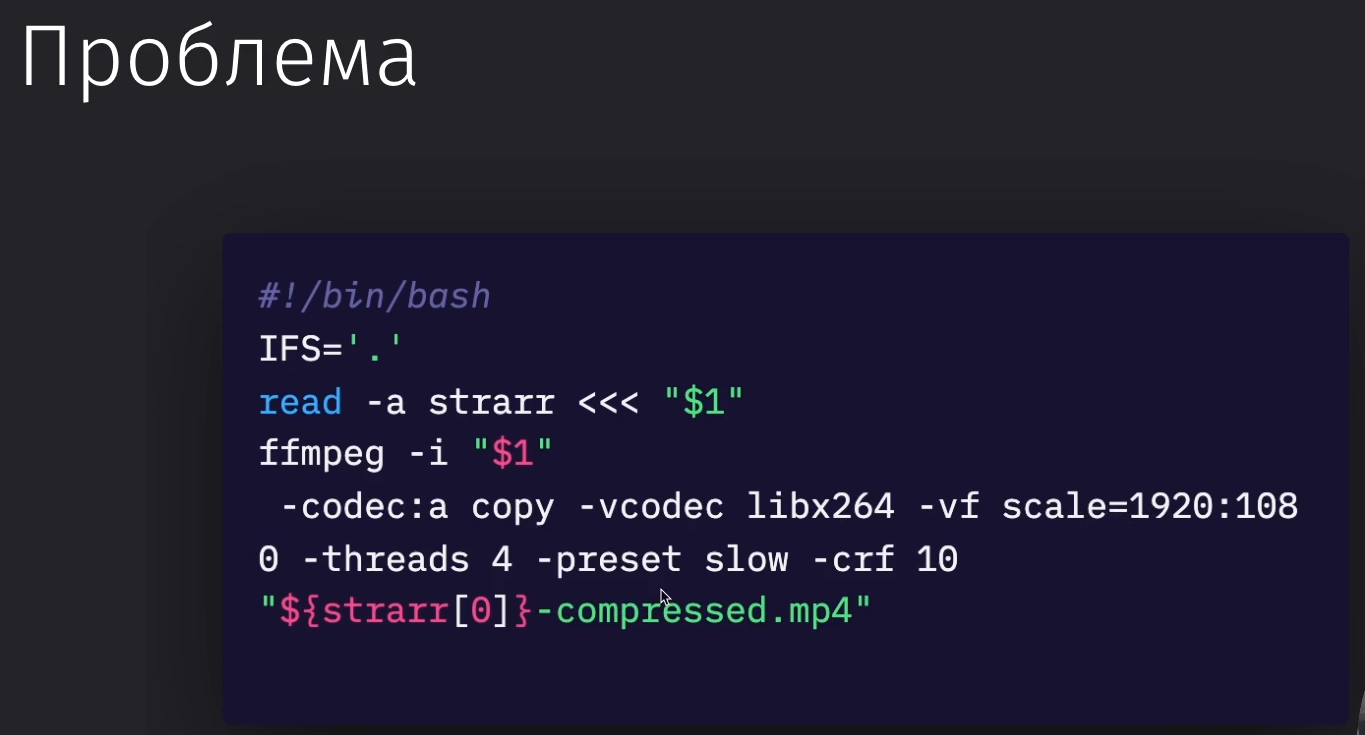 Проблема
#!/bin/bash
IFS='.'
read -a strarr <<< "$1"
ffmpeg -i "$1"
 -codec:a copy -vcodec libx264 -vf scale=1920:108
0 -threads 4 -preset slow -crf 10
"${strarr[0]}-compressed.mp4"